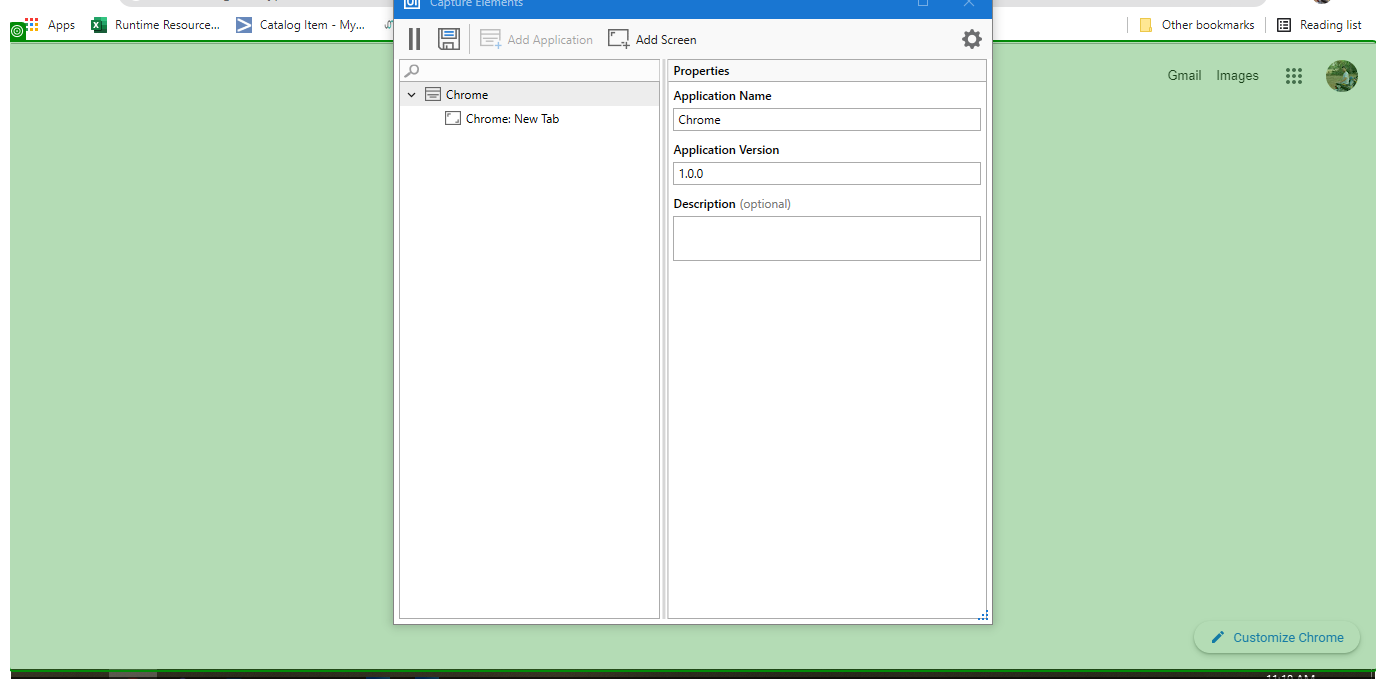 Ui Capture Elements
Apps Runtime Resource... Catalog Item - My... Other bookmarks Reading list
Add Application Add Screen
Gmail Images
Properties
Chrome
Application Name
Chrome: New Tab
Chrome
Application Version
1.0.0
Description (optional)
Customize Chrome